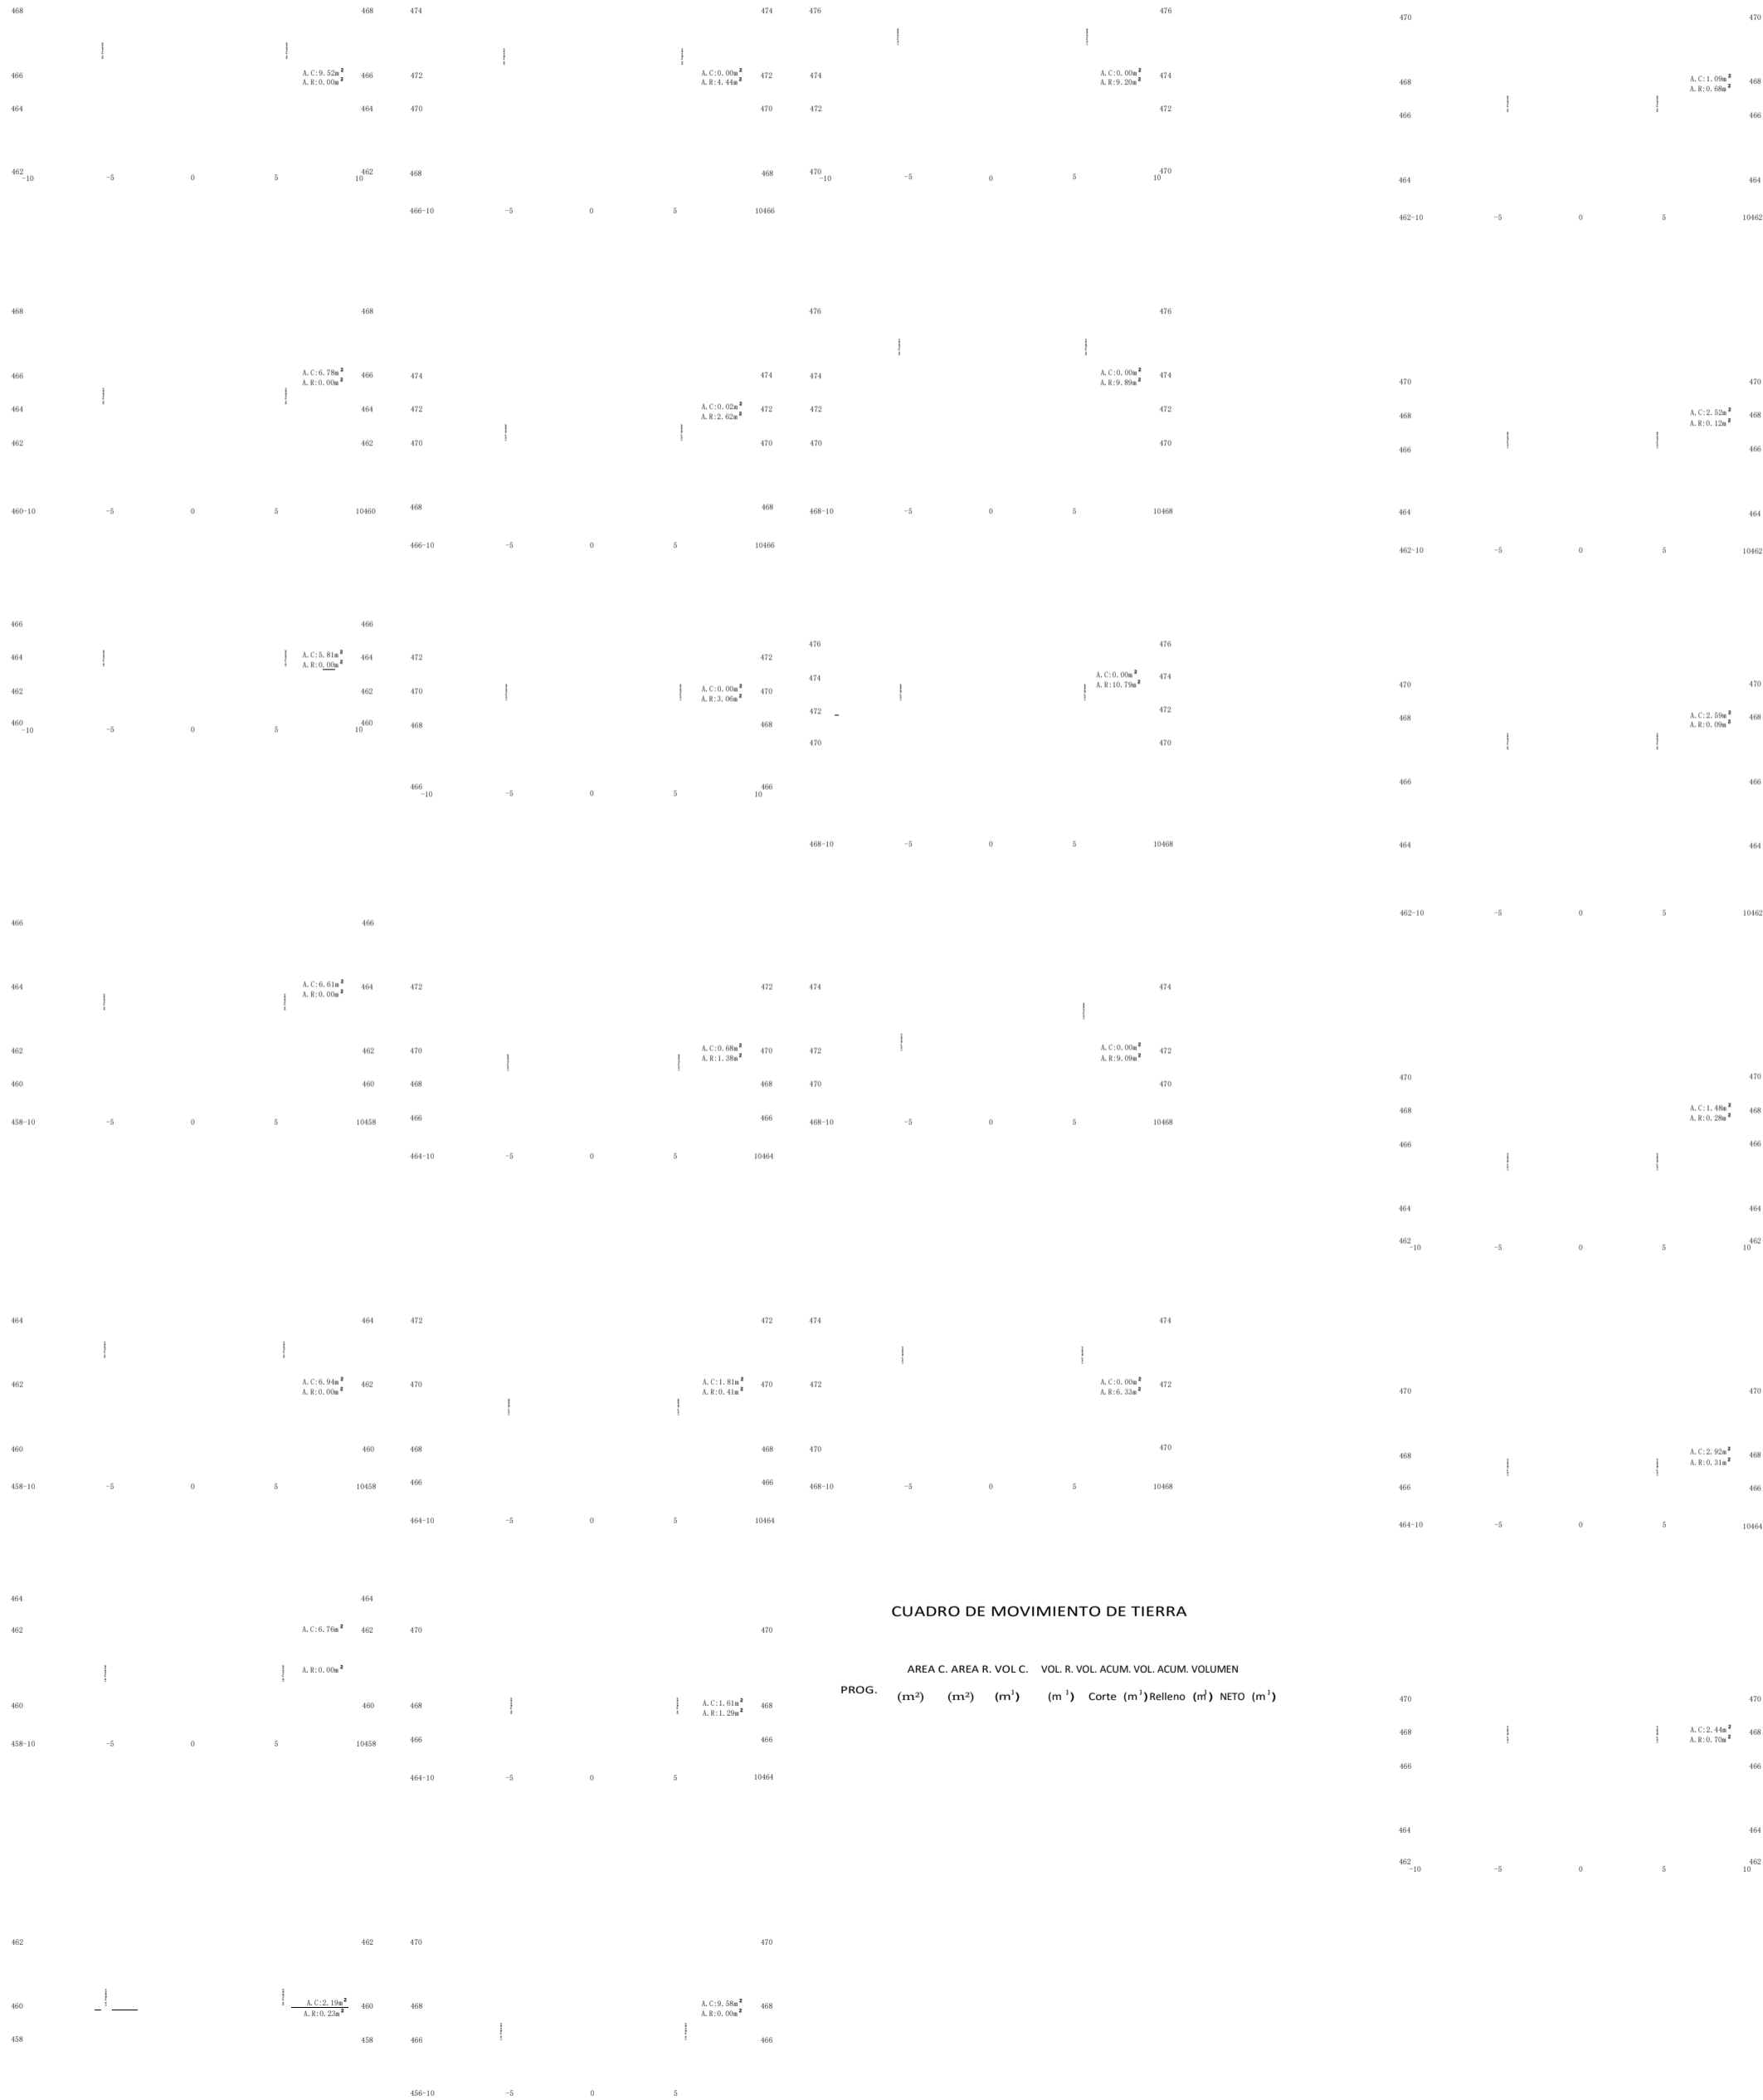 468 468
466 A.C:9.52m² 466
A.R:0.00m²
464 464
462 462
-10 -5 0 5 10
468 468
466 A.C:6.78m² 466
A.R:0.00m²
464 464
462 462
460-10 -5 0 5 10460
466 466
464 A.C:5.81m² 464
A.R:0.00m²
462 462
460 460
-10 -5 0 5 10
466 466
464 A.C:6.61m² 464
A.R:0.00m²
462 462
460 460
458-10 -5 0 5 10458
464 464
462 A.C:6.94m² 462
A.R:0.00m²
460 460
458-10 -5 0 5 10458
464 464
462 A.C:6.76m² 462
A.R:0.00m²
460 460
458-10 -5 0 5 10458
462 462
460 A.C:2.19m² 460
A.R:0.23m²
458 458
474 474
472 A.C:0.00m² 472
A.R:4.44m²
470 470
468 468
466-10 -5 0 5 10466
474 474
472 A.C:0.02m² 472
A.R:2.62m²
470 470
468 468
466-10 -5 0 5 10466
472 472
470 A.C:0.00m² 470
A.R:3.06m²
468 468
466 466
-10 -5 0 5 10
472 472
470 A.C:0.68m² 470
A.R:1.38m²
468 468
466 466
464-10 -5 0 5 10464
472 472
470 A.C:1.81m² 470
A.R:0.41m²
468 468
466 466
464-10 -5 0 5 10464
470 470
468 A.C:1.61m² 468
A.R:1.29m²
466 466
464-10 -5 0 5 10464
470 470
468 A.C:9.58m² 468
A.R:0.00m²
466 466
456-10 -5 0 5
476 476
474 A.C:0.00m² 474
A.R:9.20m²
472 472
470 470
-10 -5 0 5 10
476 476
474 A.C:0.00m² 474
A.R:9.89m²
472 472
470 470
468-10 -5 0 5 10468
476 476
474 A.C:0.00m² 474
A.R:10.79m²
472 472
470 470
468-10 -5 0 5 10468
474 474
472 A.C:0.00m² 472
A.R:9.09m²
470 470
468-10 -5 0 5 10468
474 474
472 A.C:0.00m² 472
A.R:6.33m²
470 470
468-10 -5 0 5 10468
CUADRO DE MOVIMIENTO DE TIERRA
AREA C. AREA R. VOL C. VOL. R. VOL. ACUM. VOL. ACUM. VOLUMEN
PROG. (m²) (m²) (m³) (m³) Corte (m³) Relleno (m³) NETO (m³)
470 470
468 A.C:1.09m² 468
A.R:0.68m²
466 466
464 464
462-10 -5 0 5 10462
470 470
468 A.C:2.52m² 468
A.R:0.12m²
466 466
464 464
462-10 -5 0 5 10462
470 470
468 A.C:2.59m² 468
A.R:0.09m²
466 466
464 464
462-10 -5 0 5 10462
470 470
468 A.C:1.48m² 468
A.R:0.28m²
466 466
464 464
462 462
-10 -5 0 5 10
470 470
468 A.C:2.92m² 468
A.R:0.31m²
466 466
464-10 -5 0 5 10464
470 470
468 A.C:2.44m² 468
A.R:0.70m²
466 466
464 464
462 462
-10 -5 0 5 10